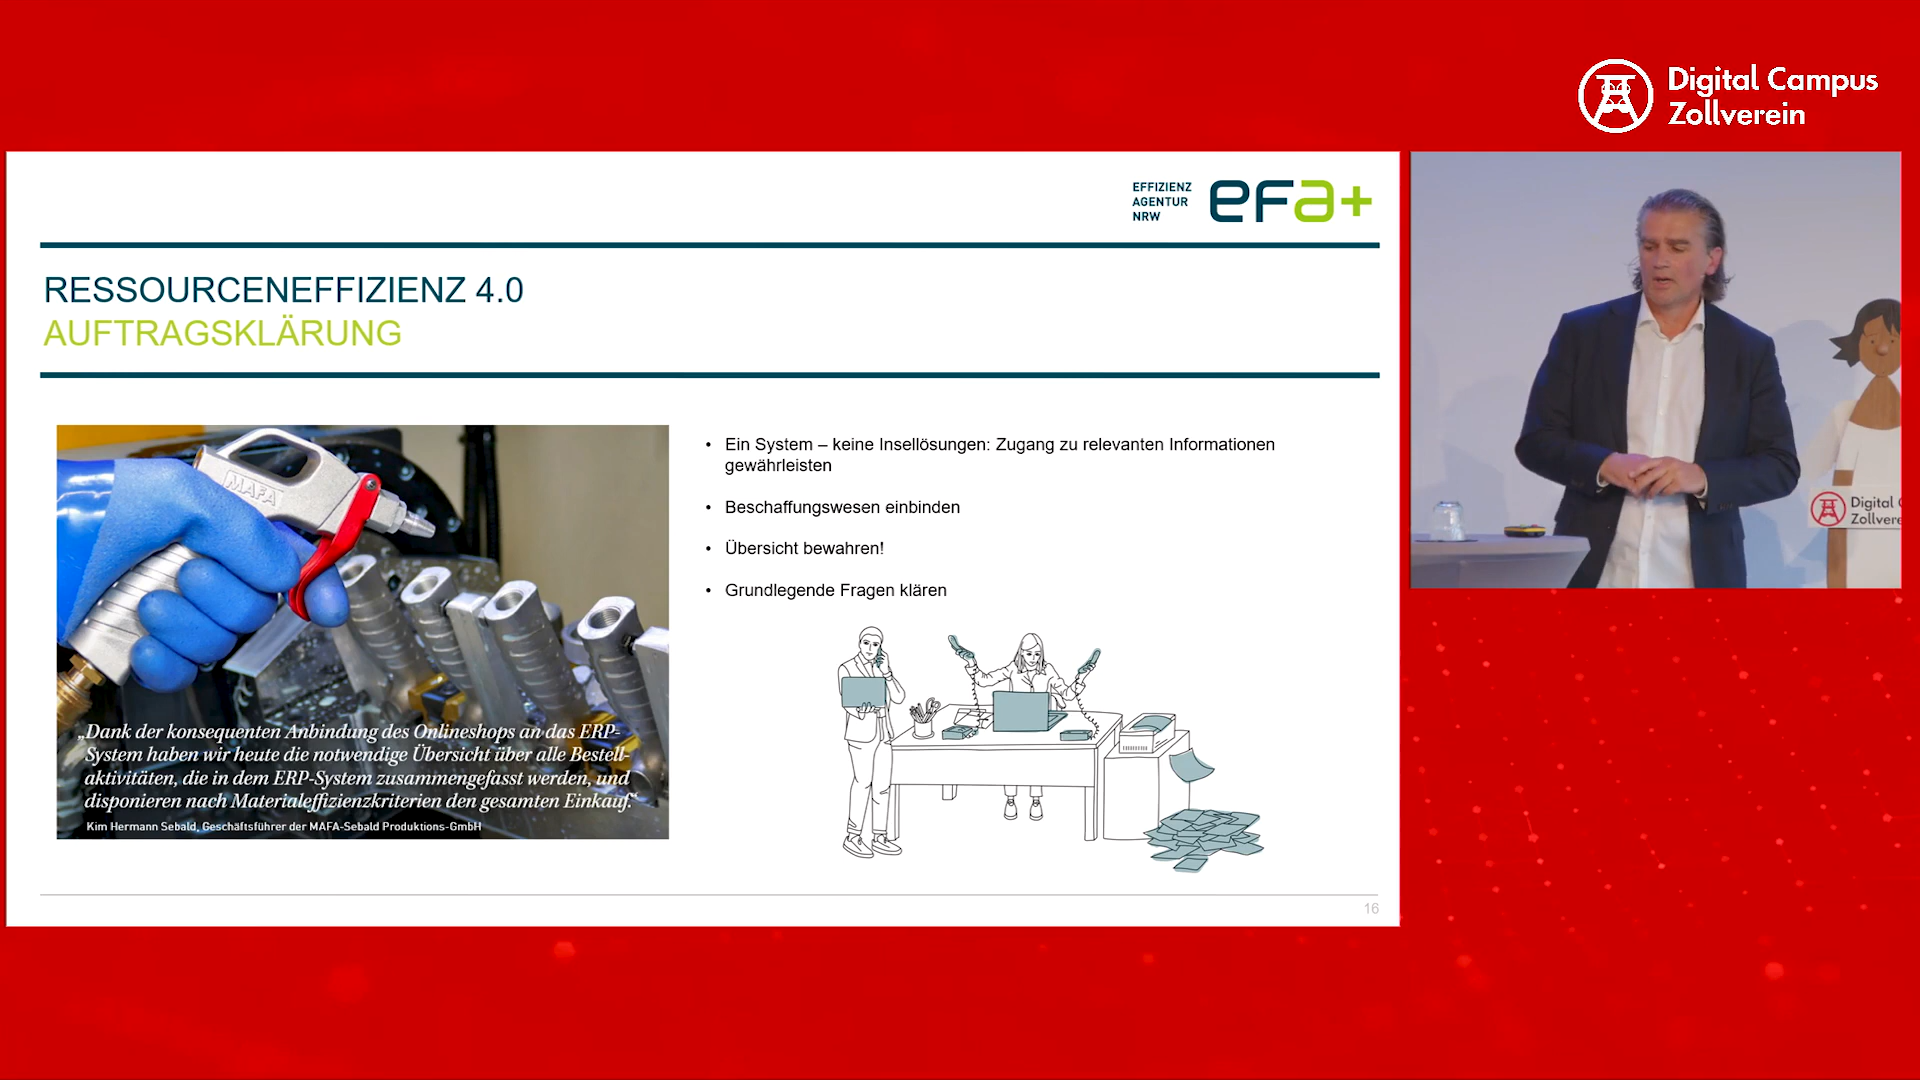 Digital Campus
Zollverein
EFFIZIENZ
AGENTUR
NRW
efa+
RESSOURCENEFFIZIENZ 4.0
AUFTRAGSKLÄRUNG
MAFA
„Dank der konsequenten Anbindung des Onlineshops an das ERP-
System haben wir heute die notwendige Übersicht über alle Bestell-
aktivitäten, die in dem ERP-System zusammengefasst werden, und
disponieren nach Materialeffizienzkriterien den gesamten Einkauf.“
Kim Hermann Sebald, Geschäftsführer der MAFA-Sebald Produktions-GmbH
• Ein System – keine Insellösungen: Zugang zu relevanten Informationen
gewährleisten
• Beschaffungswesen einbinden
• Übersicht bewahren!
• Grundlegende Fragen klären
16
Digital C
Zollvere